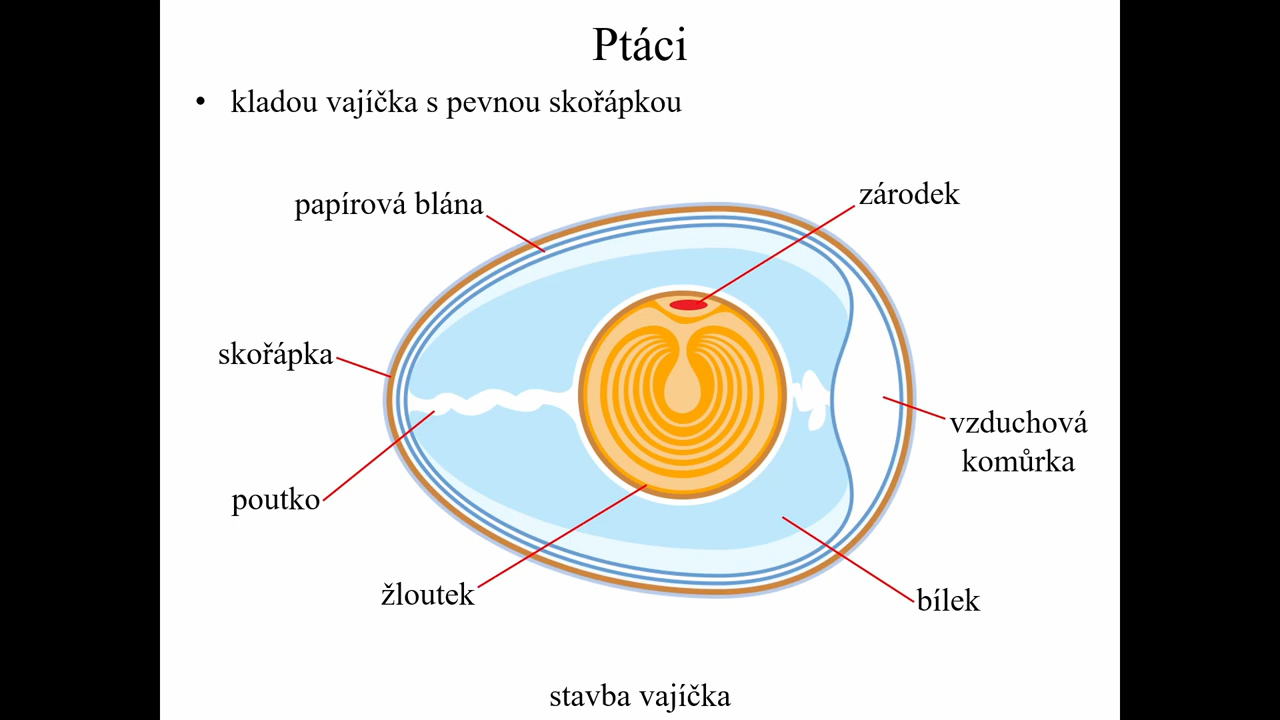 Ptáci
• kladou vajíčka s pevnou skořápkou
papírová blána
zárodek
skořápka
vzduchová
komůrka
poutko
žloutek
bílek
stavba vajíčka